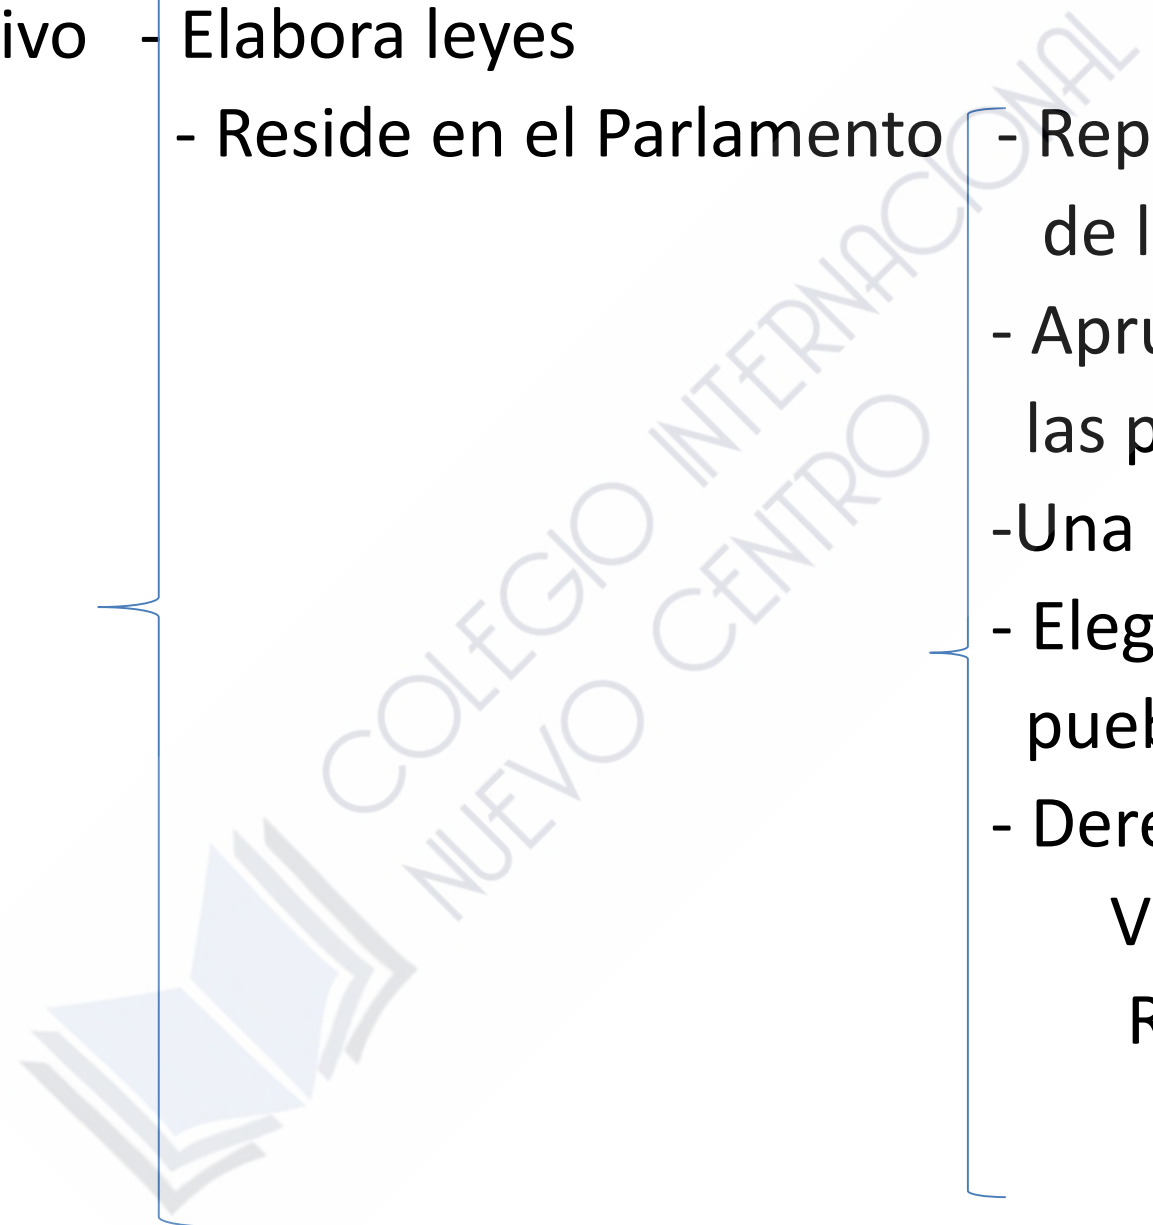 ivo - Elabora leyes
- Reside en el Parlamento - Rep
de l
- Apru
las p
-Una
- Eleg
pueb
- Dere
V
R
COLEGIO INTERNACIONAL
NUEVO CENTRO